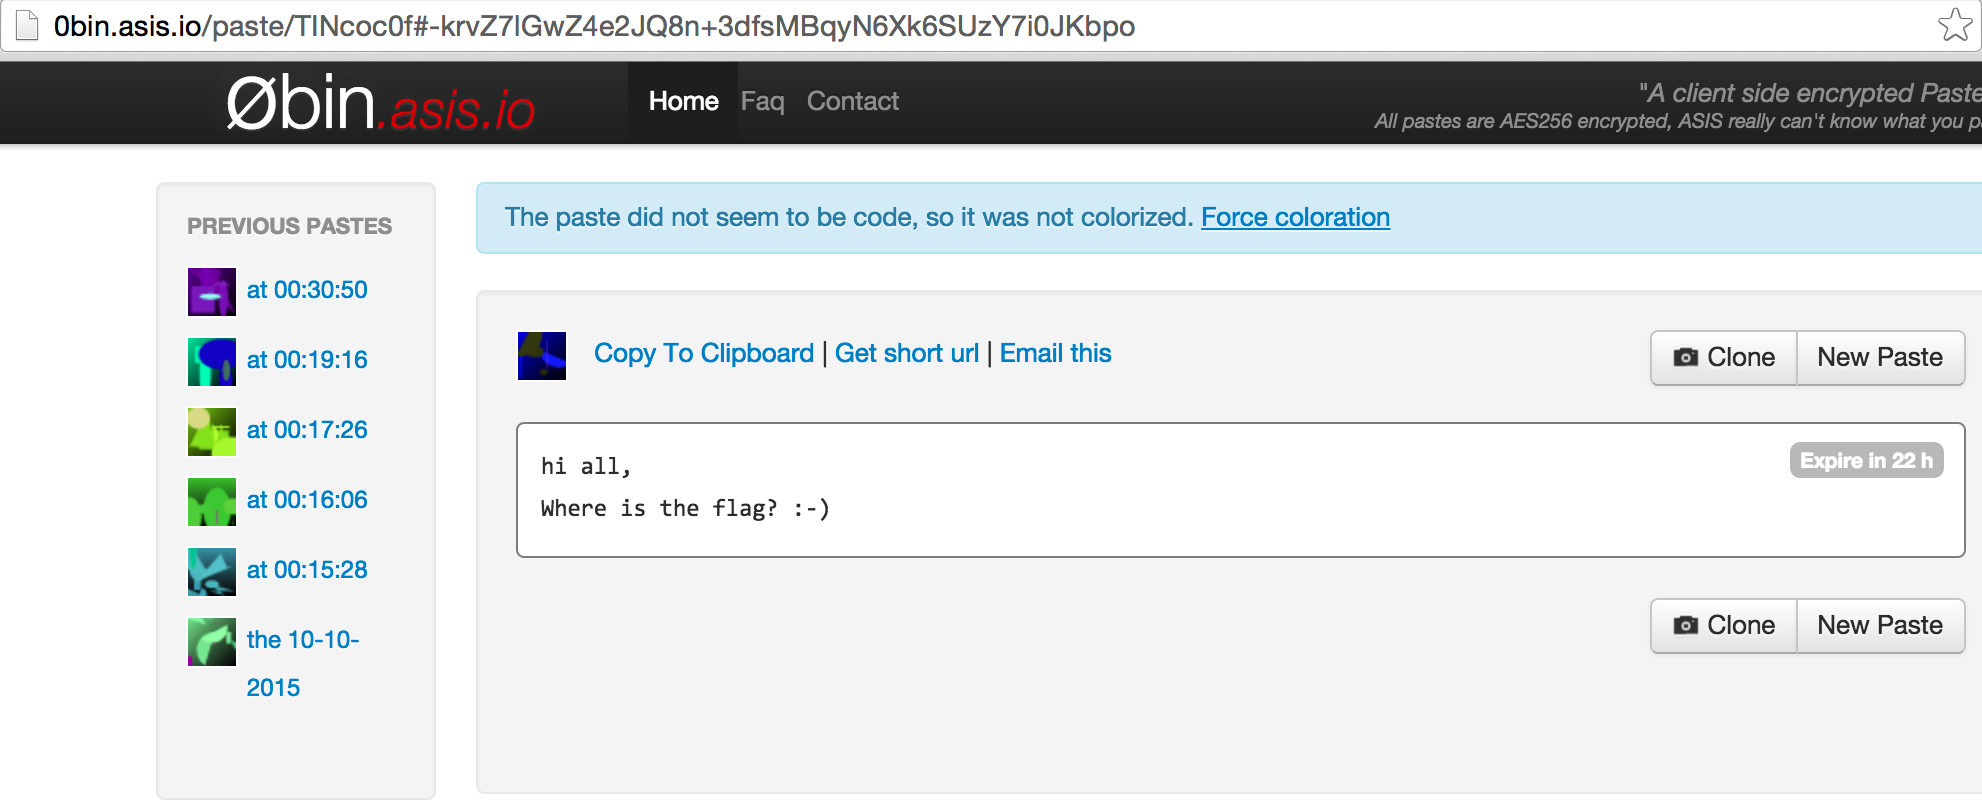 0bin.asis.io/paste/TINcoc0f#-krvZ7lGwZ4e2JQ8n+3dfsMBqyN6Xk6SUzY7i0JKbpo
Øbin.asis.io
Home Faq Contact
"A client side encrypted Paste
All pastes are AES256 encrypted, ASIS really can't know what you p
PREVIOUS PASTES
at 00:30:50
at 00:19:16
at 00:17:26
at 00:16:06
at 00:15:28
the 10-10-
2015
The paste did not seem to be code, so it was not colorized. Force coloration
Copy To Clipboard | Get short url | Email this
Clone New Paste
Expire in 22 h
hi all,
Where is the flag? :-)
Clone New Paste